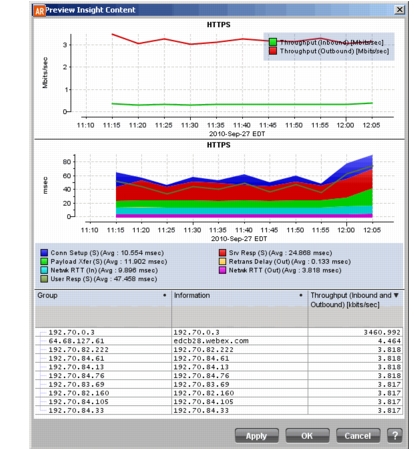 AR Preview Insight Content
HTTPS
Throughput (Inbound) [Mbits/sec]
Throughput (Outbound) [Mbits/sec]
Mbits/sec
3
2
1
0
11:10 11:15 11:20 11:25 11:30 11:35 11:40 11:45 11:50 11:55 12:00 12:05
2010-Sep-27 EDT
HTTPS
msec
80
60
40
20
0
11:10 11:15 11:20 11:25 11:30 11:35 11:40 11:45 11:50 11:55 12:00 12:05
2010-Sep-27 EDT
Conn Setup (S) (Avg : 10.554 msec) Srv Resp (S) (Avg : 24.868 msec)
Payload Xfer (S) (Avg : 11.902 msec) Retrans Delay (Out) (Avg : 0.133 msec)
Netwk RTT (In) (Avg : 9.896 msec) Netwk RTT (Out) (Avg : 3.818 msec)
User Resp (S) (Avg : 47.458 msec)
Group Information Throughput (Inbound and
Outbound) [kbits/sec]
192.70.0.3 192.70.0.3 3460.992
64.68.127.61 edcb28.webex.com 4.464
192.70.82.222 192.70.82.222 3.818
192.70.84.61 192.70.84.61 3.818
192.70.84.13 192.70.84.13 3.818
192.70.84.76 192.70.84.76 3.818
192.70.83.69 192.70.83.69 3.817
192.70.82.160 192.70.82.160 3.817
192.70.84.105 192.70.84.105 3.817
192.70.84.33 192.70.84.33 3.817
Apply OK Cancel ?